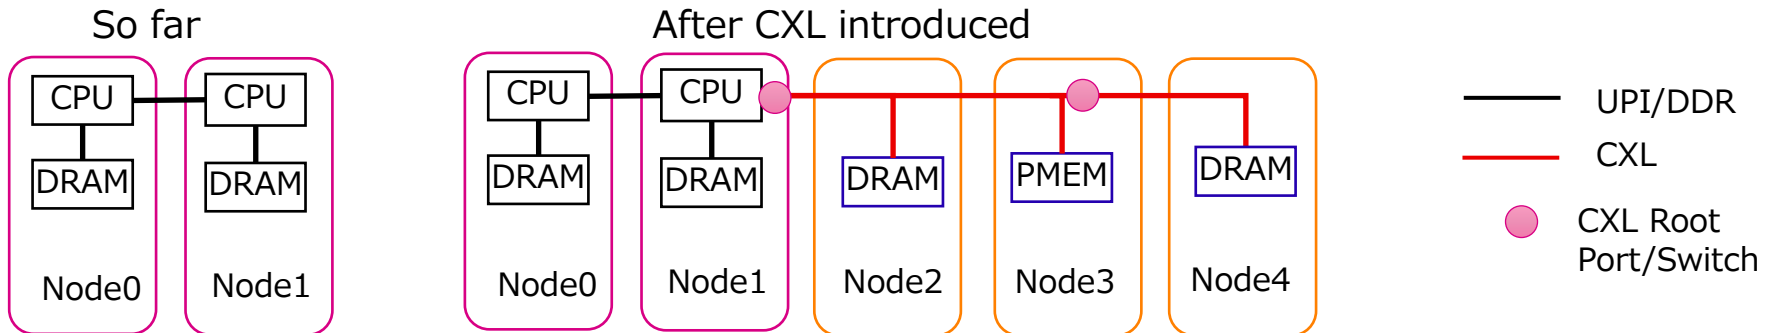 So far
After CXL introduced
CPU
CPU
DRAM
DRAM
Node0
Node1
CPU
CPU
DRAM
DRAM
DRAM
PMEM
DRAM
Node0
Node1
Node2
Node3
Node4
UPI/DDR
CXL
CXL Root
Port/Switch